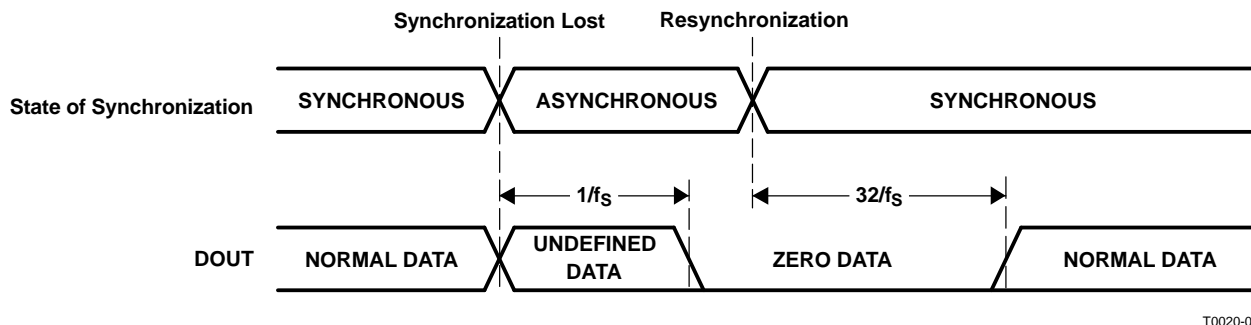 Synchronization Lost
Resynchronization
State of Synchronization
SYNCHRONOUS
ASYNCHRONOUS
SYNCHRONOUS
1/fS
32/fS
DOUT
NORMAL DATA
UNDEFINED
DATA
ZERO DATA
NORMAL DATA